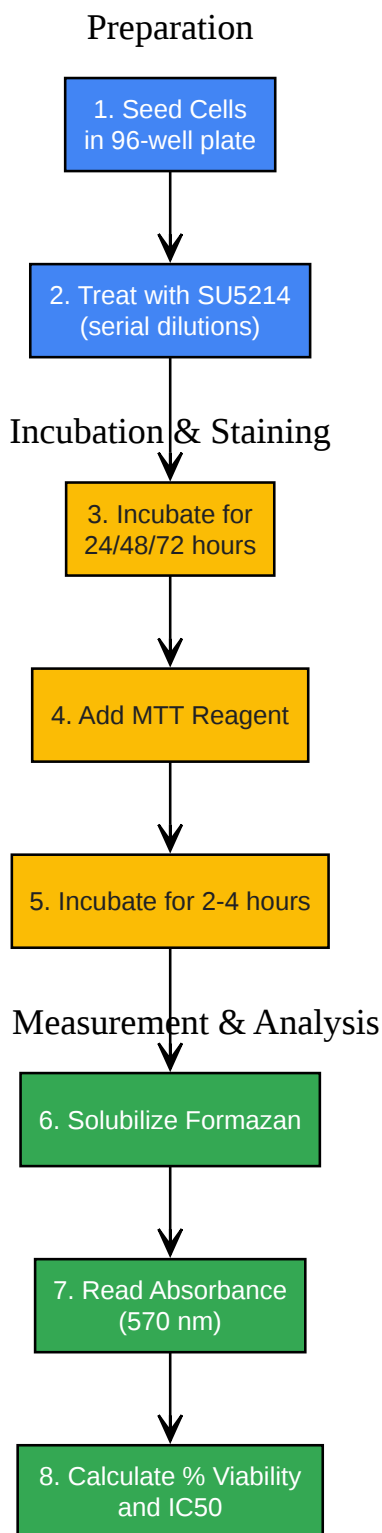 Preparation
1. Seed Cells
in 96-well plate
2. Treat with SU5214
(serial dilutions)
Incubation & Staining
3. Incubate for
24/48/72 hours
4. Add MTT Reagent
5. Incubate for 2-4 hours
Measurement & Analysis
6. Solubilize Formazan
7. Read Absorbance
(570 nm)
8. Calculate % Viability
and IC50